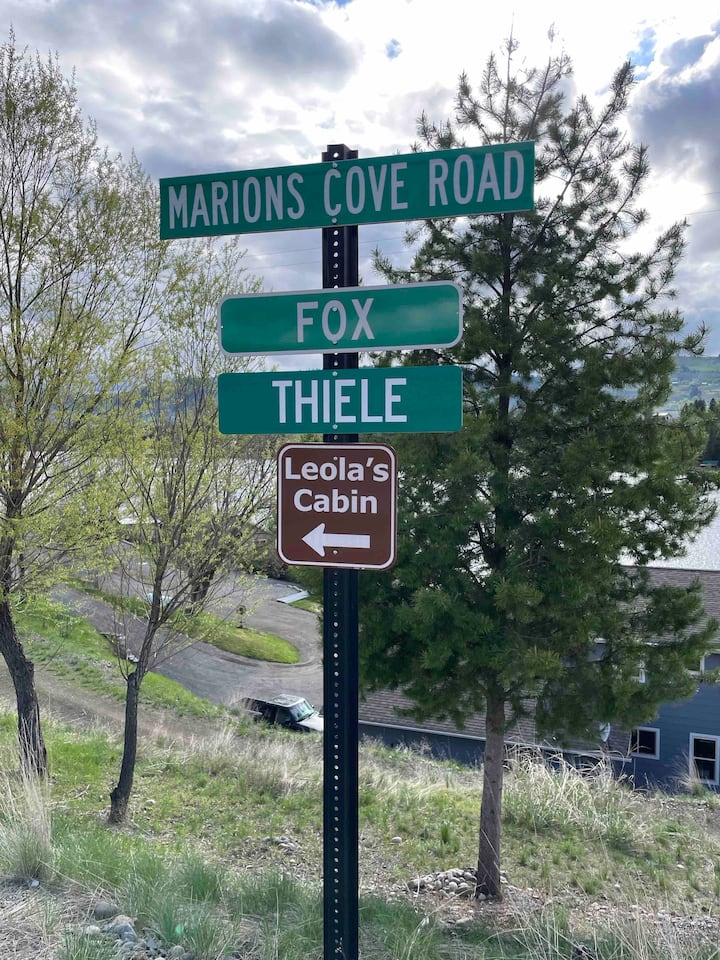 MARIONS COVE ROAD
FOX
THIELE
Leola's
Cabin